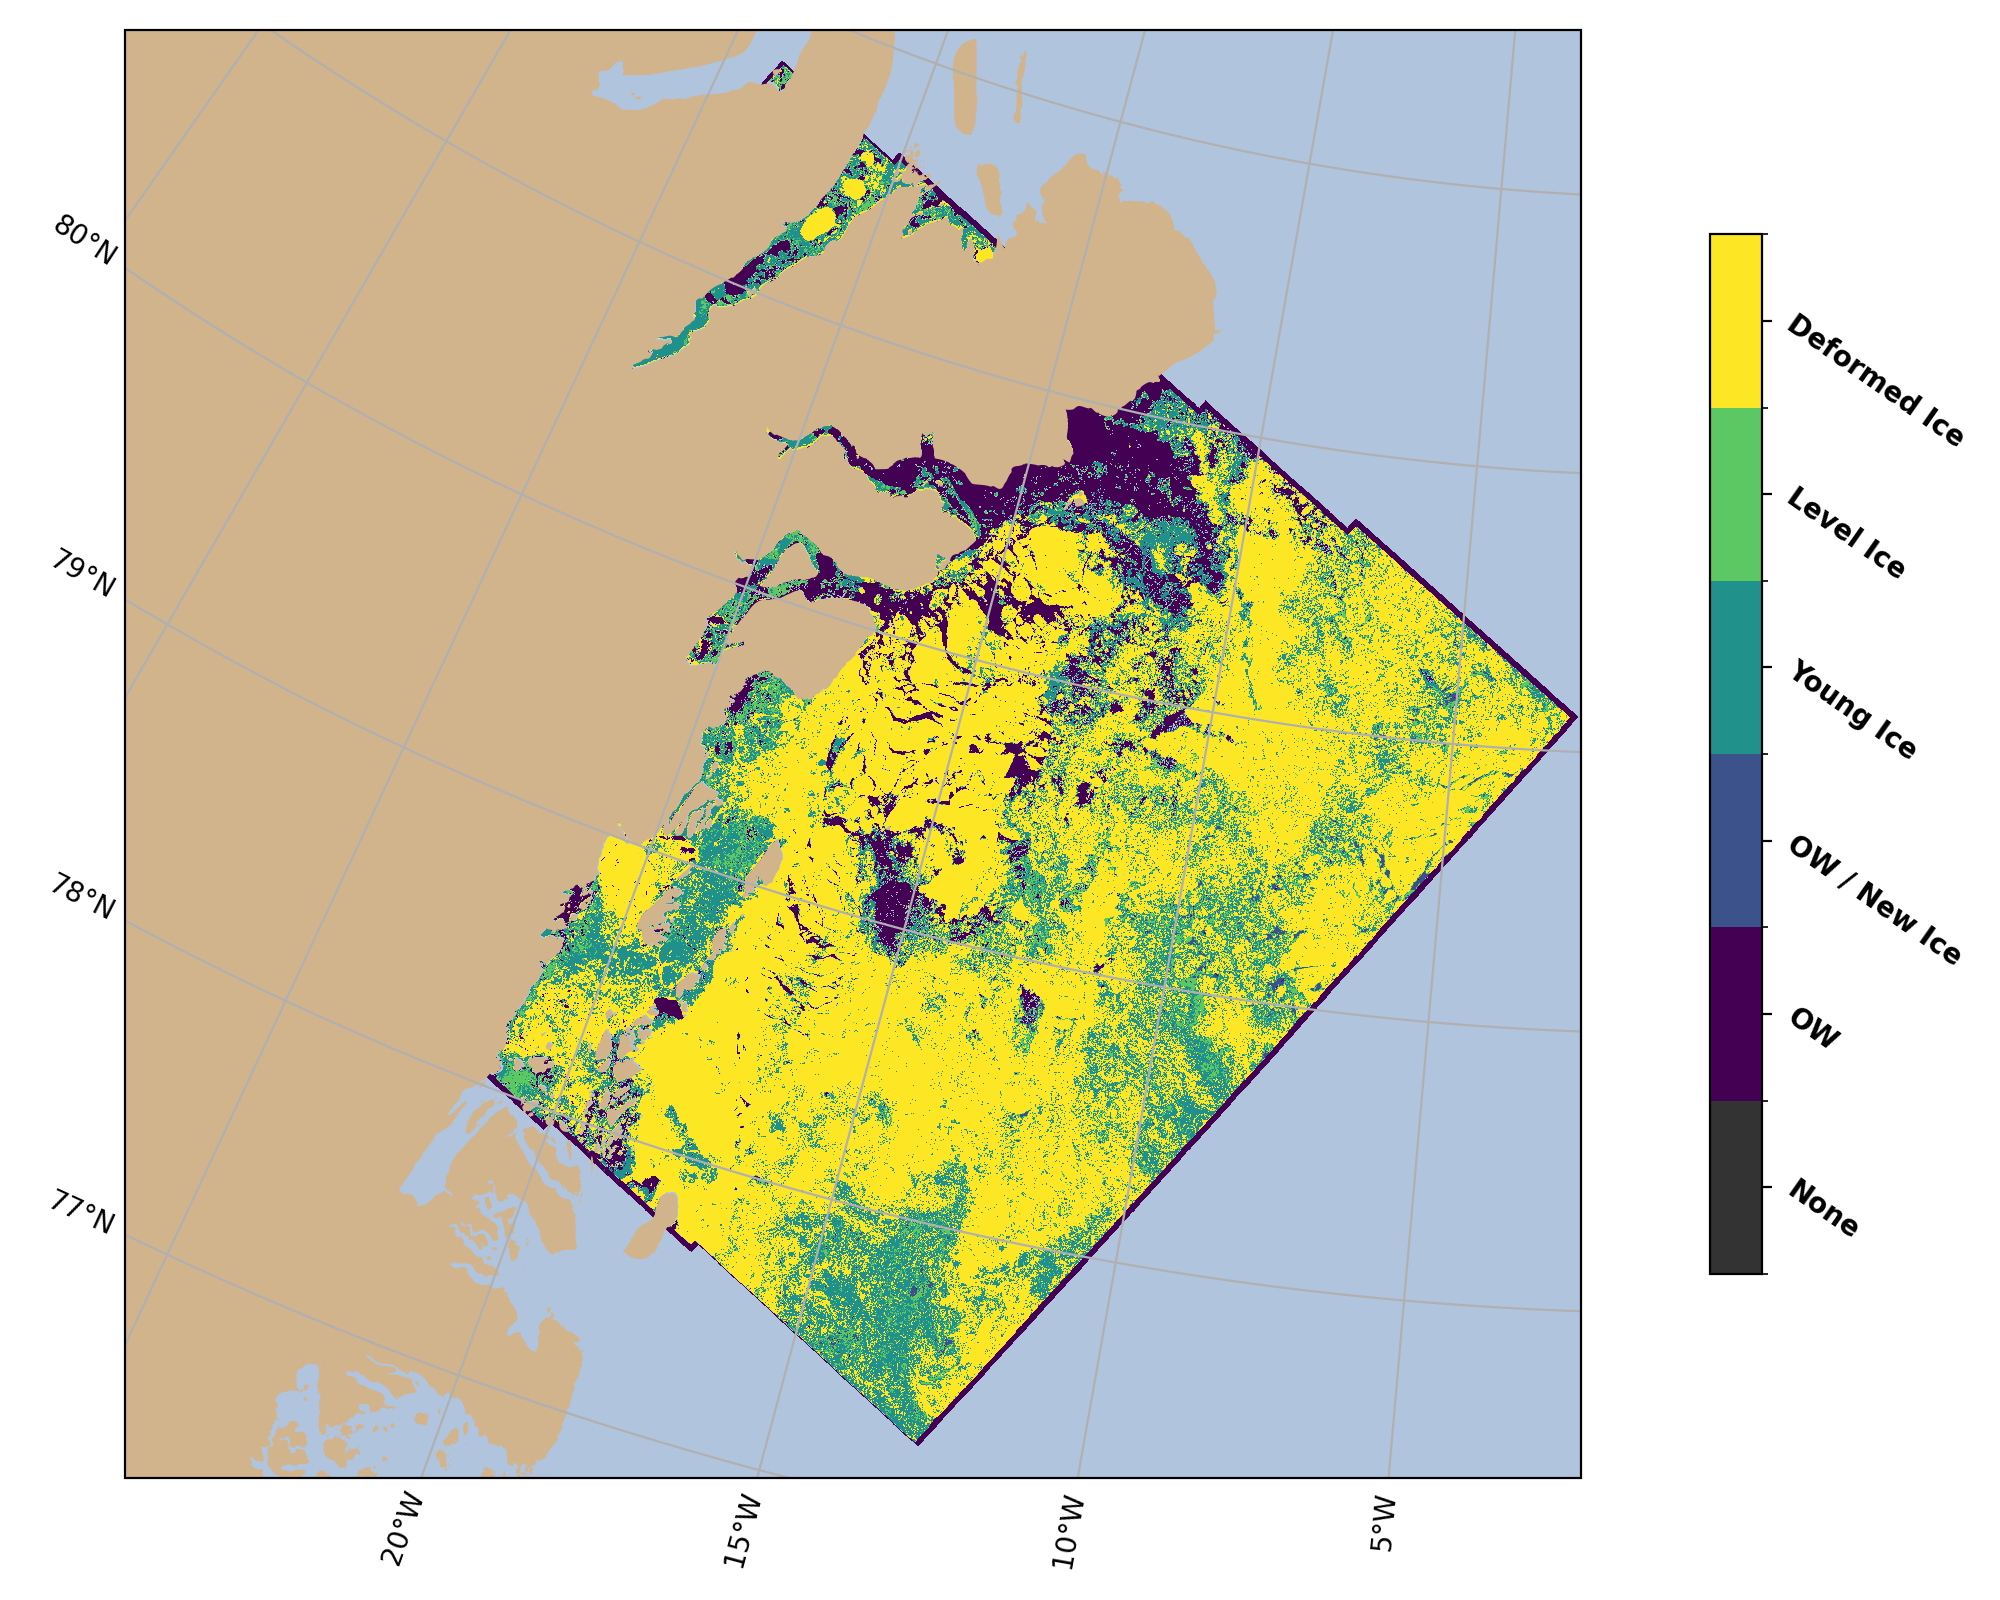 80°N
79°N
78°N
77°N
20°W
15°W
10°W
5°W
Deformed Ice
Level Ice
Young Ice
OW / New Ice
OW
None